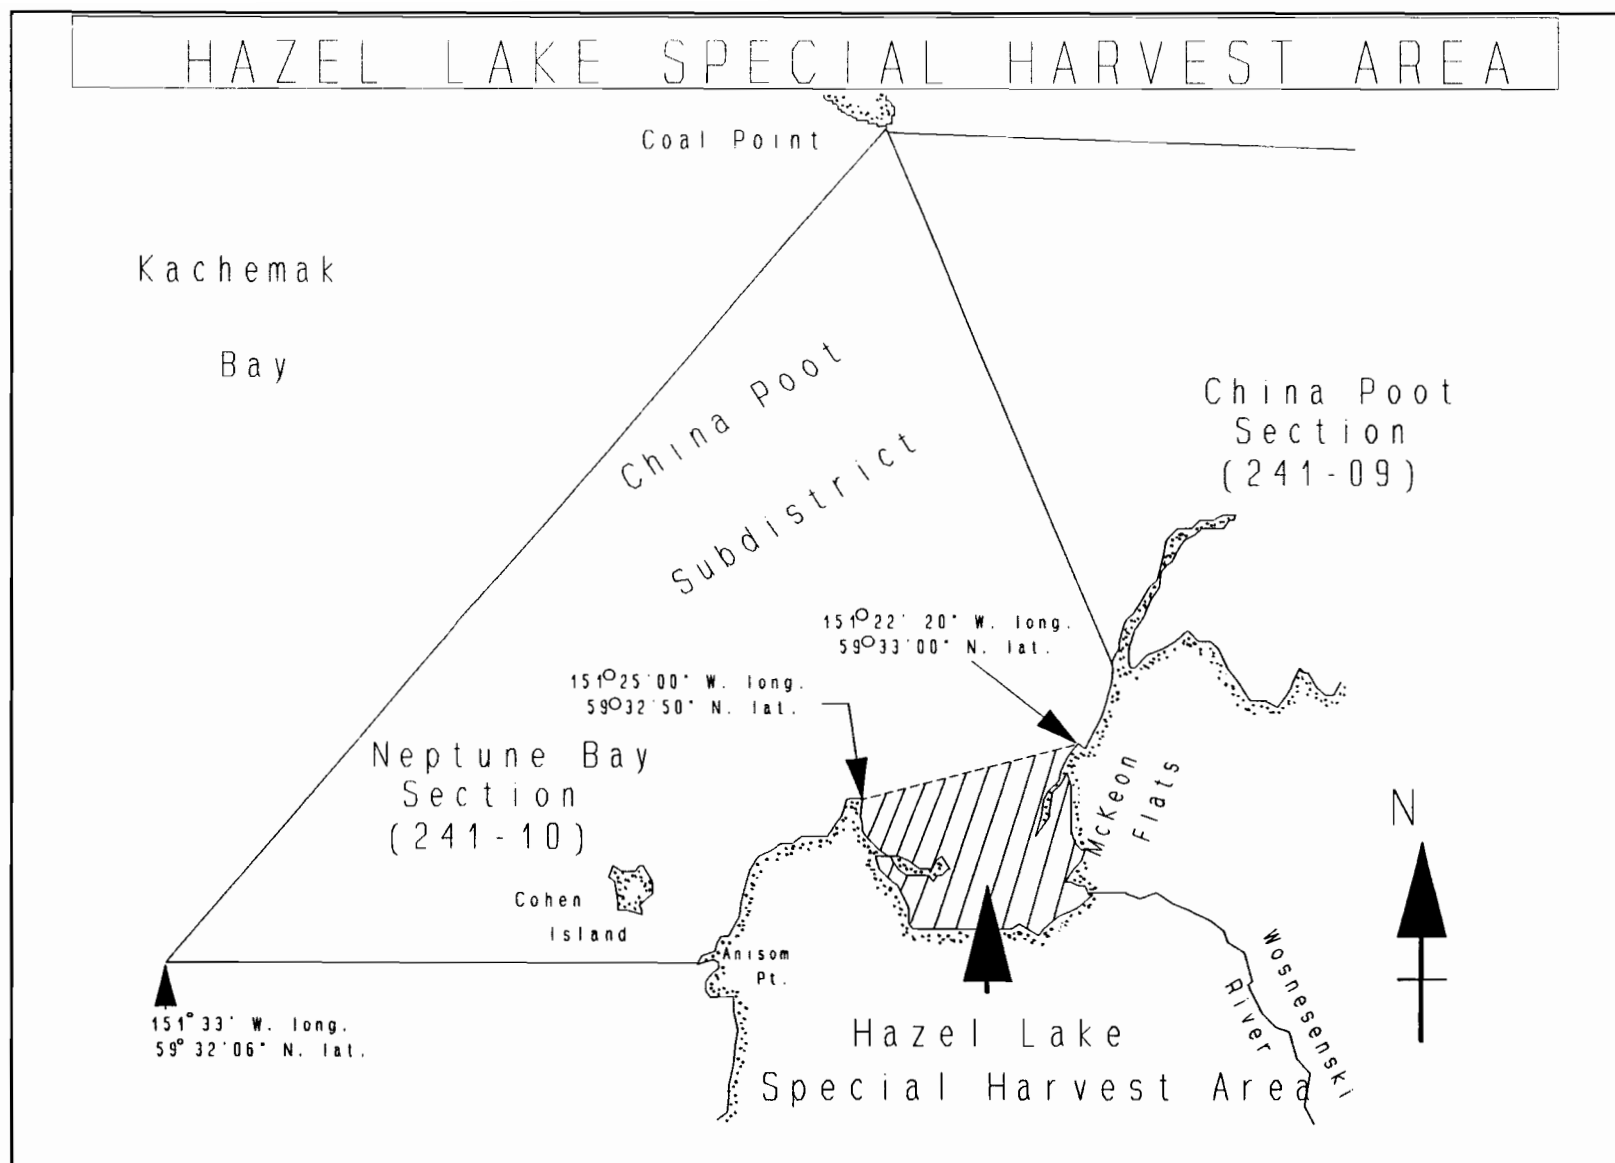 HAZEL LAKE SPECIAL HARVEST AREA
Coal Point
Kachemak
Bay
China Poot
Subdistrict
China Poot
Section
(241-09)
151° 22' 20" W. long.
59° 33' 00" N. lat.
151° 25' 00" W. long.
59° 32' 50" N. lat.
Neptune Bay
Section
(241-10)
McKeon
Flats
N
Cohen
Island
Anisom
Pt.
Wosnesenski
River
151° 33' W. long.
59° 32' 06" N. lat.
Hazel Lake
Special Harvest Area